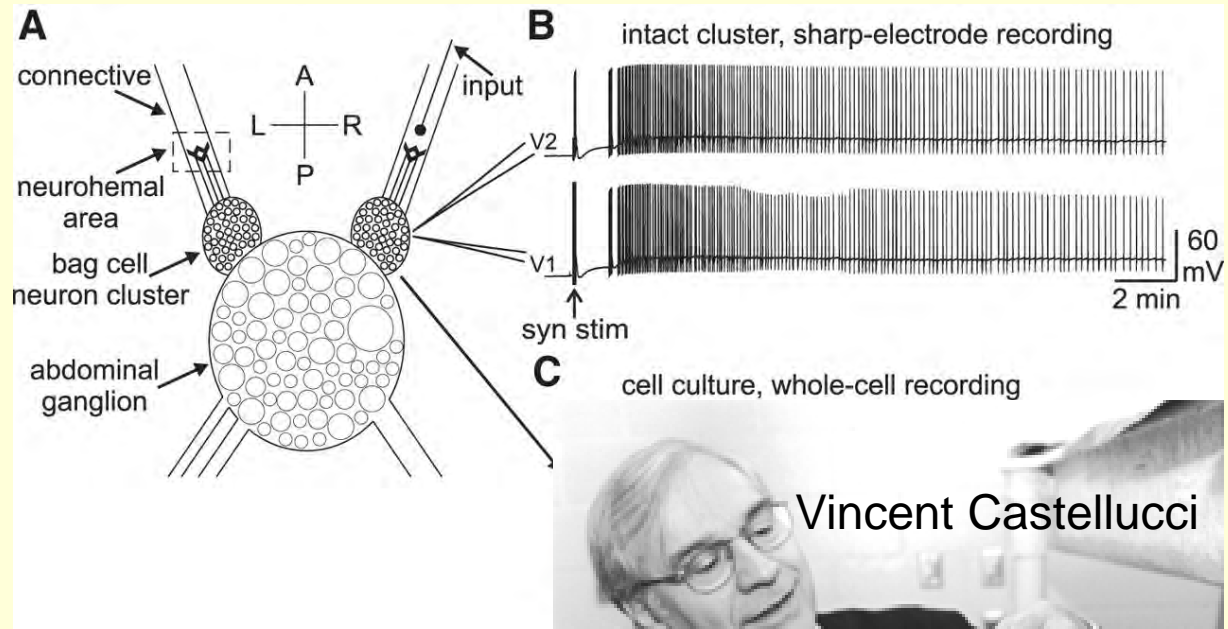 A
connective
neurohemal
area
bag cell
neuron cluster
abdominal
ganglion
A
L
R
P
input
B
intact cluster, sharp-electrode recording
V2
V1
syn stim
60
mV
2 min
C
cell culture, whole-cell recording
Vincent Castellucci